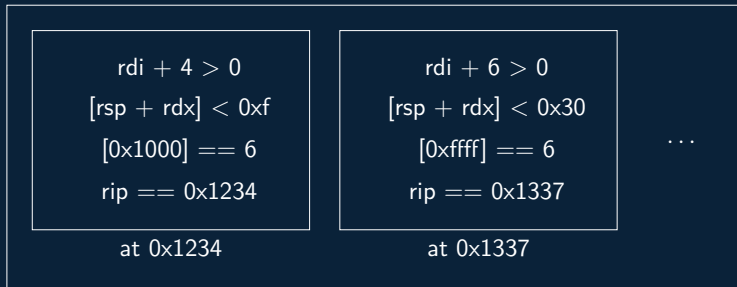 rdi + 4 > 0
[rsp + rdx] < 0xf
[0x1000] == 6
rip == 0x1234
at 0x1234
rdi + 6 > 0
[rsp + rdx] < 0x30
[0xffff] == 6
rip == 0x1337
at 0x1337
...